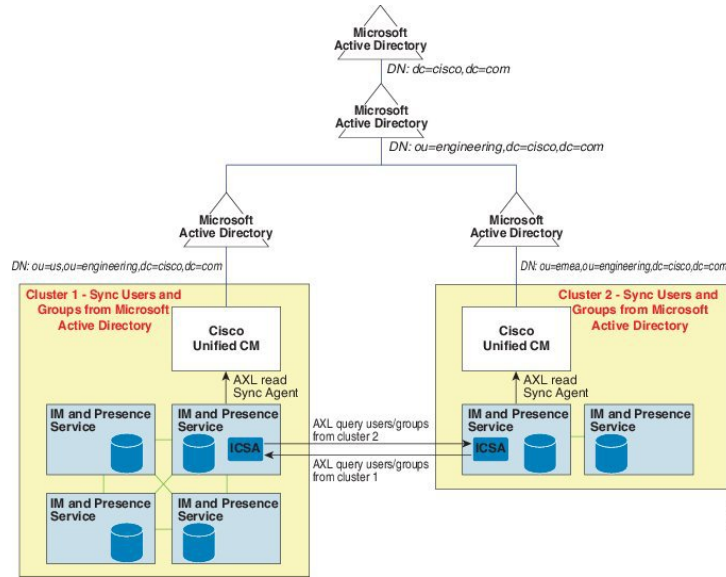 Microsoft
Active Directory
DN: dc=cisco,dc=com
Microsoft
Active Directory
DN: ou=engineering,dc=cisco,dc=com
Microsoft
Active Directory
DN: ou=us,ou=engineering,dc=cisco,dc=com
Microsoft
Active Directory
DN: ou=emea,ou=engineering,dc=cisco,dc=com
Cluster 1 - Sync Users and
Groups from Microsoft
Active Directory
Cisco
Unified CM
AXL read
Sync Agent
IM and Presence
Service
IM and Presence
Service
ICSA
IM and Presence
Service
IM and Presence
Service
AXL query users/groups
from cluster 2
AXL query users/groups
from cluster 1
Cluster 2 - Sync Users and
Groups from Microsoft
Active Directory
Cisco
Unified CM
AXL read
Sync Agent
IM and Presence
Service
ICSA
IM and Presence
Service